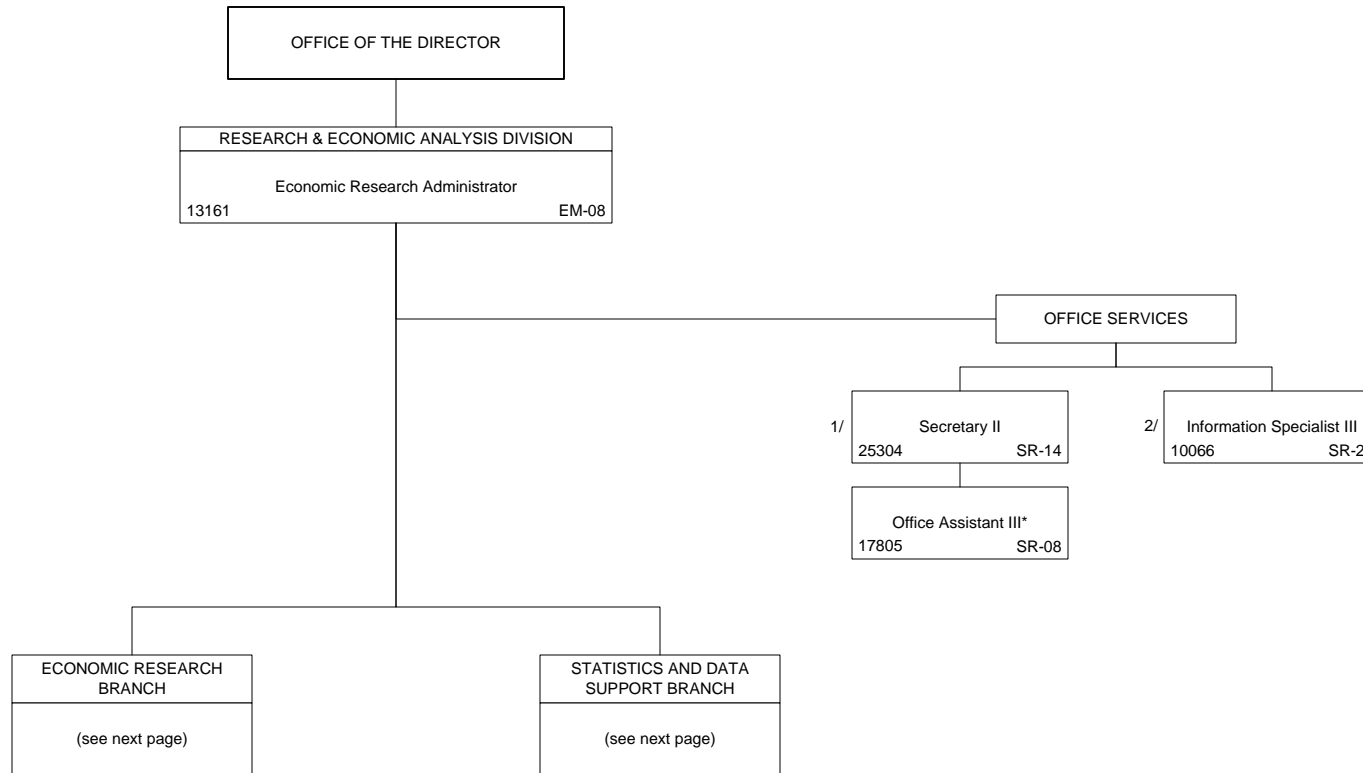 OFFICE OF THE DIRECTOR
RESEARCH & ECONOMIC ANALYSIS DIVISION
Economic Research Administrator
13161 EM-08
OFFICE SERVICES
1/ Secretary II
25304 SR-14
2/ Information Specialist III
10066
Office Assistant III*
17805 SR-08
ECONOMIC RESEARCH
BRANCH
(see next page)
STATISTICS AND DATA
SUPPORT BRANCH
(see next page)